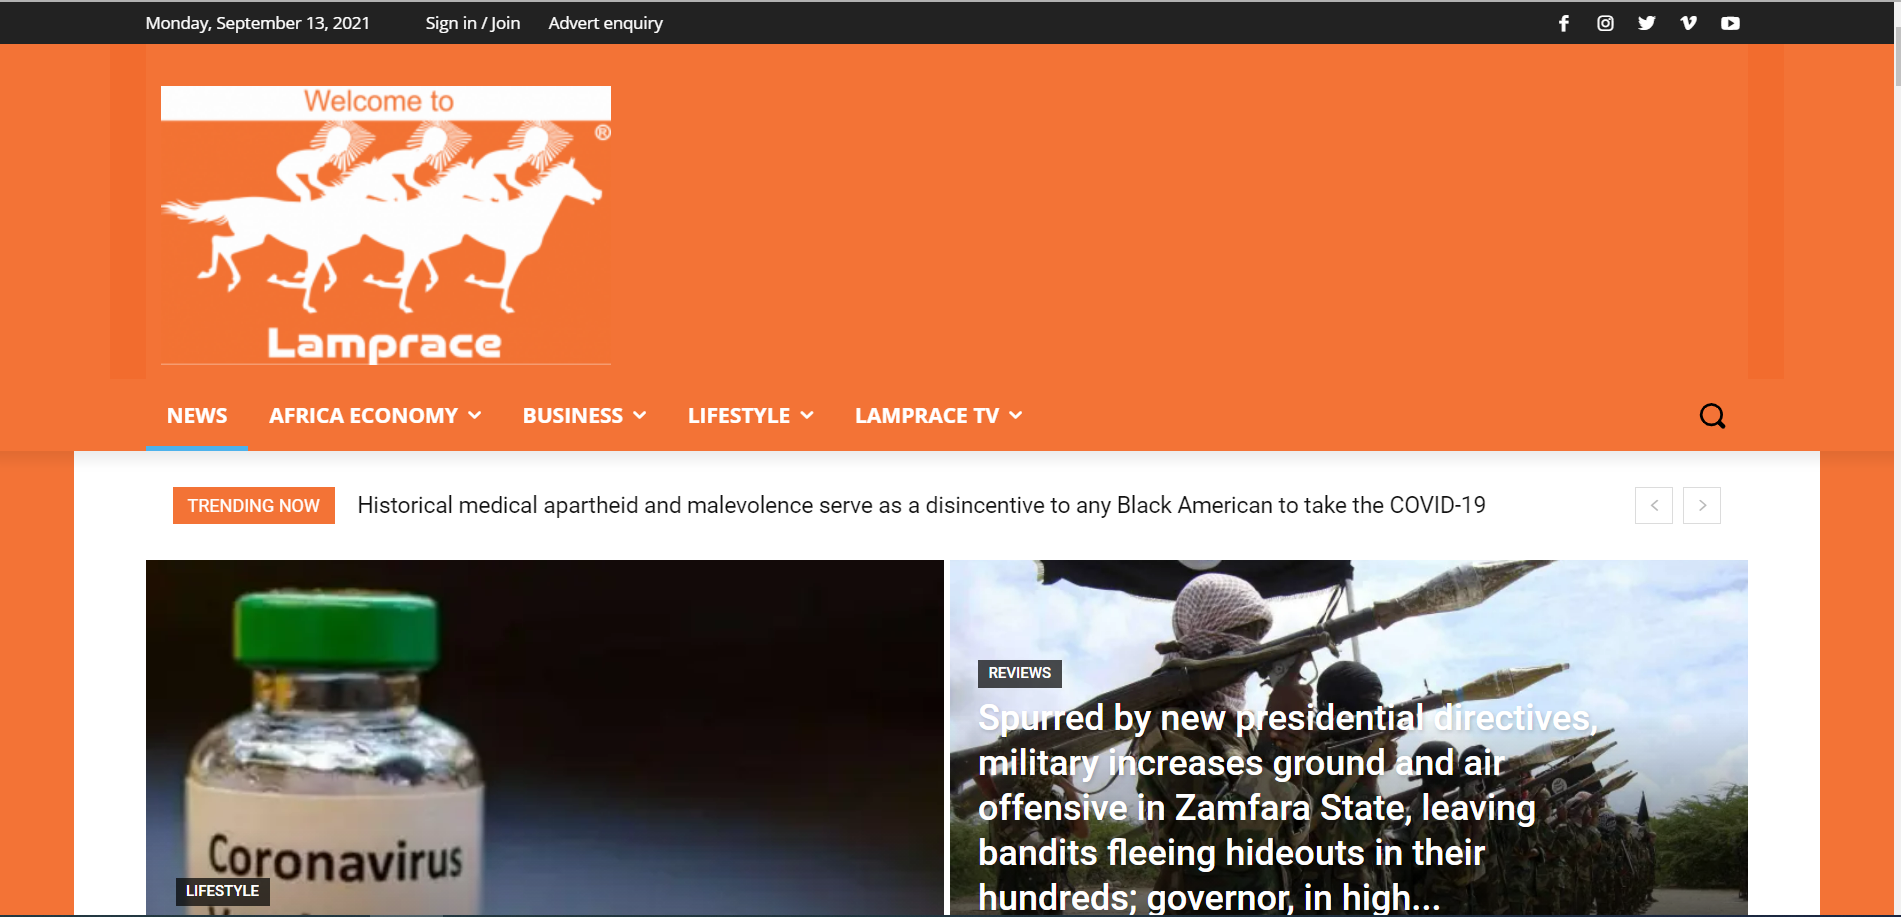 Monday, September 13, 2021 Sign in / Join Advert enquiry
Welcome to
®
Lamprace
NEWS AFRICA ECONOMY BUSINESS LIFESTYLE LAMPRACE TV
TRENDING NOW Historical medical apartheid and malevolence serve as a disincentive to any Black American to take the COVID-19
Coronavirus
LIFESTYLE
REVIEWS
Spurred by new presidential directives,
military increases ground and air
offensive in Zamfara State, leaving
bandits fleeing hideouts in their
hundreds; governor, in high...